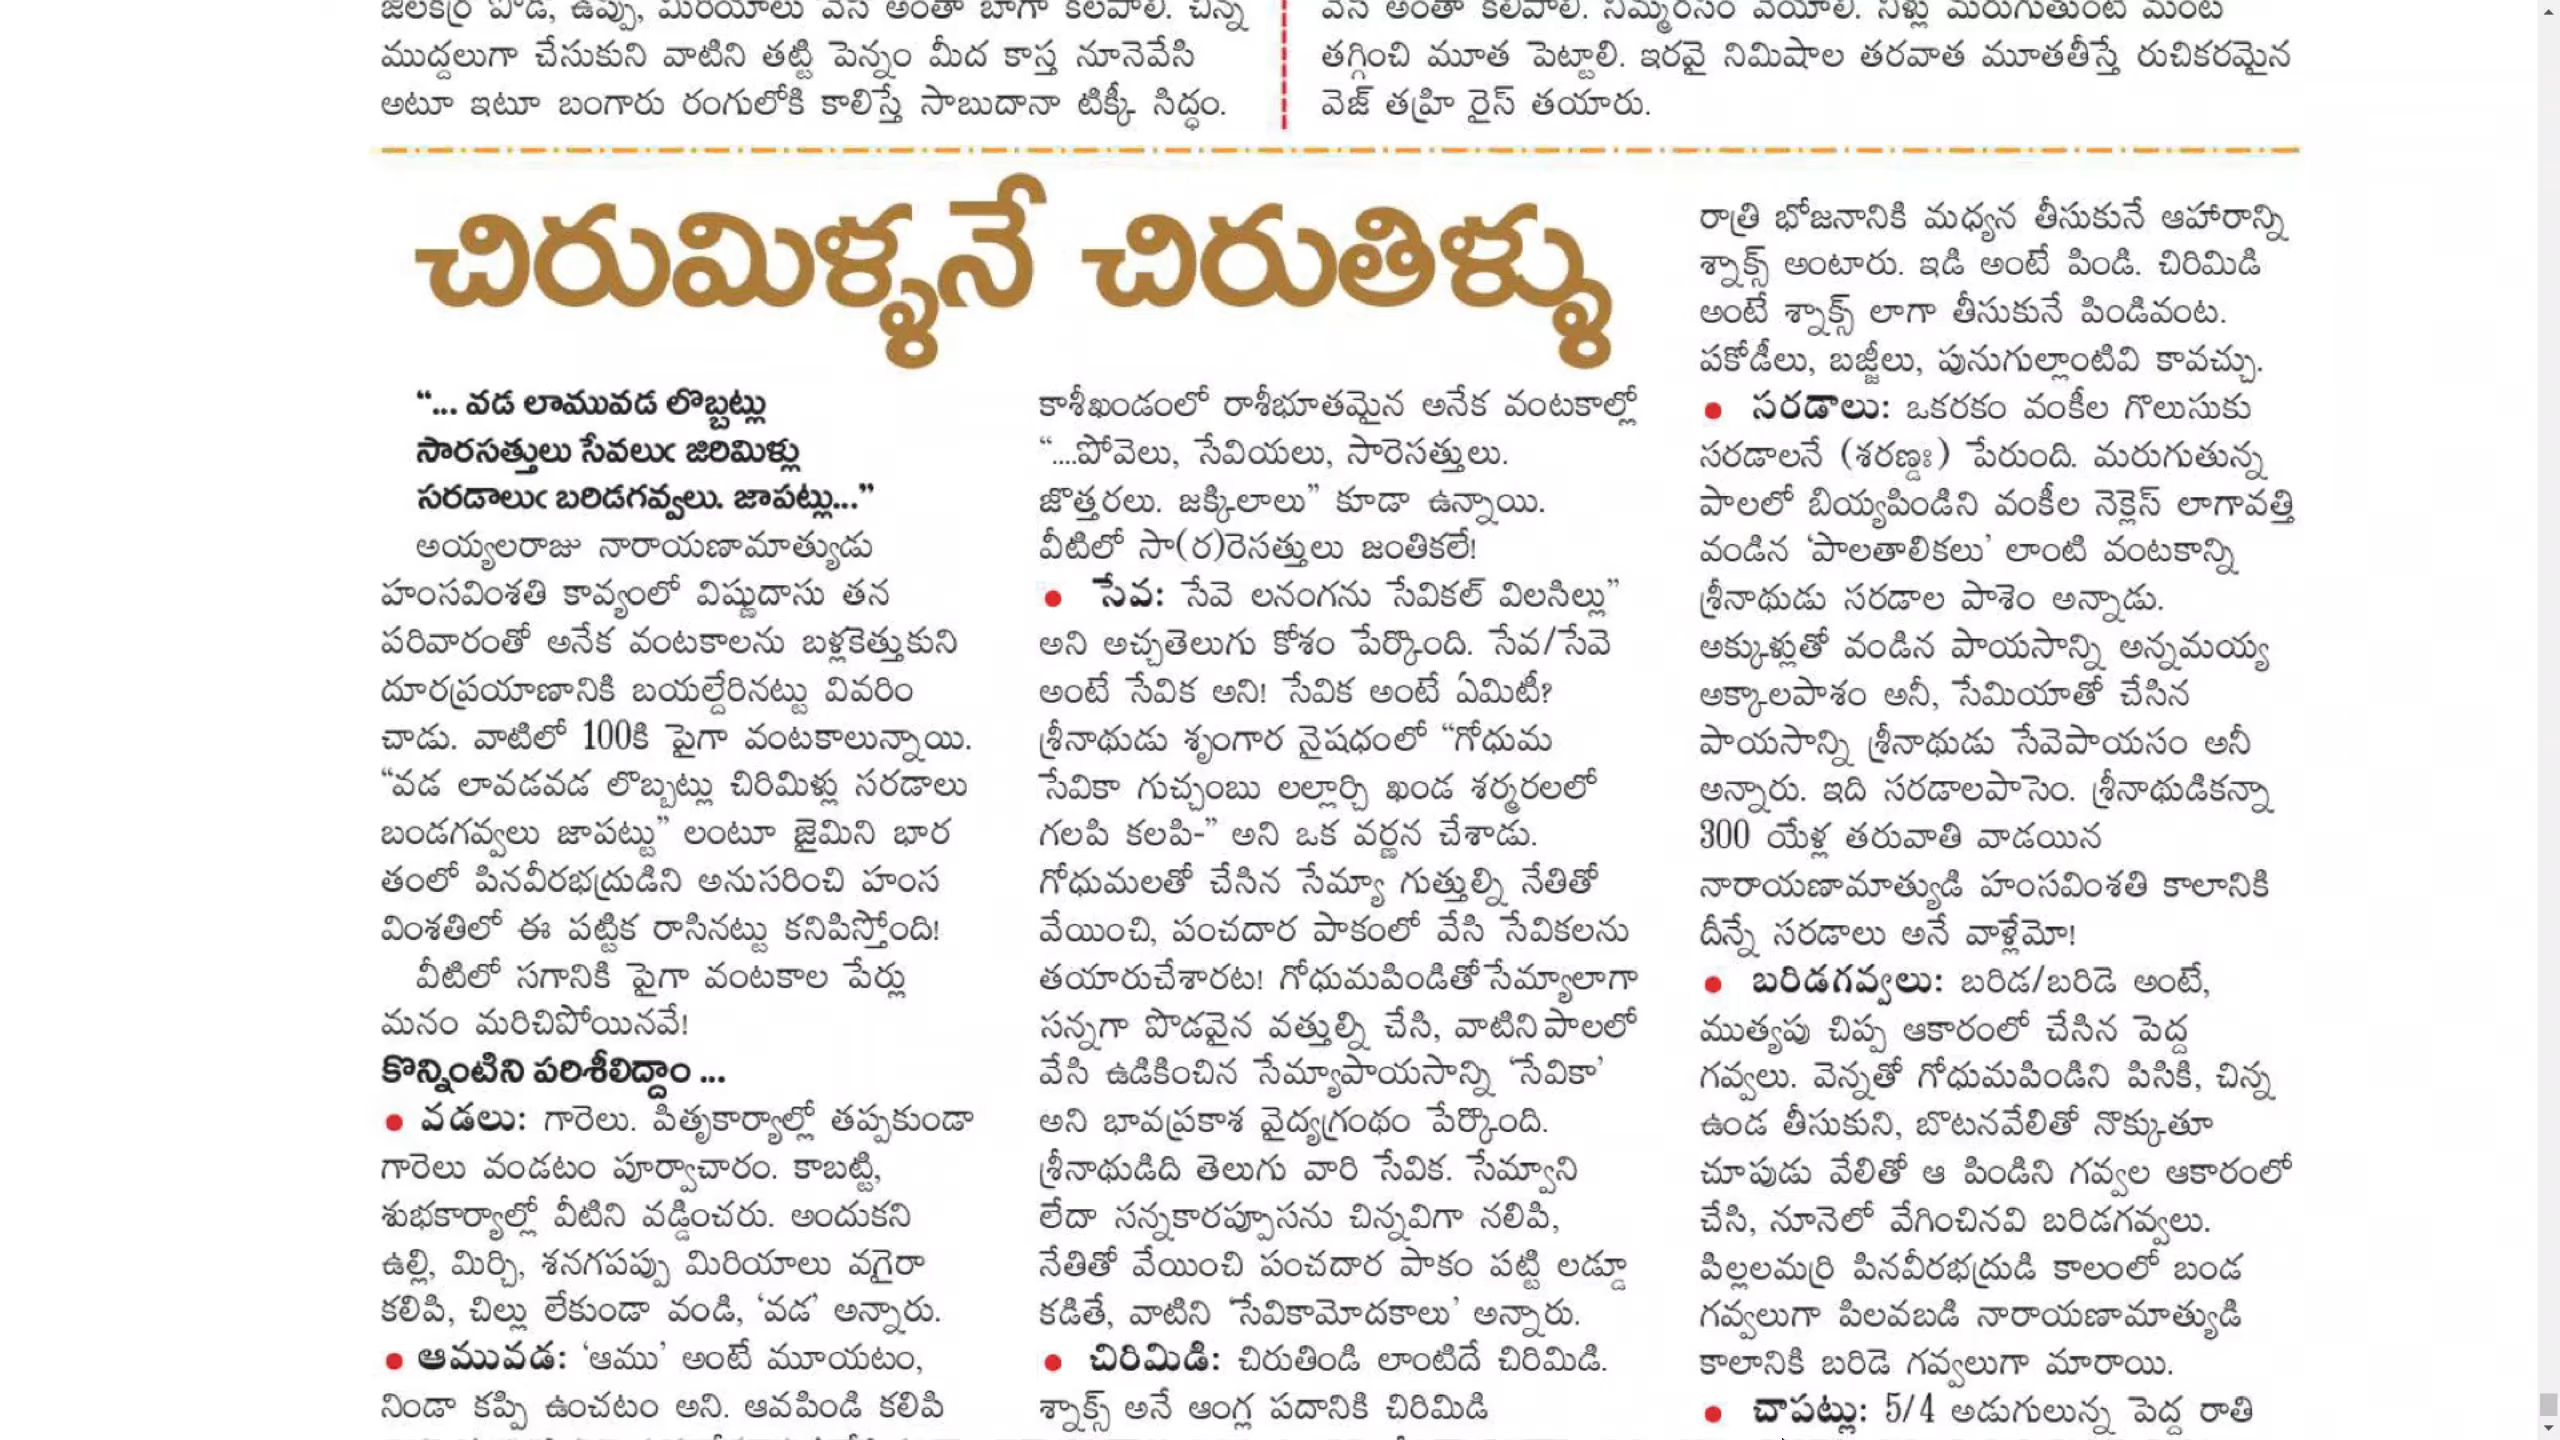 జీలకర్ర పొడి, ఉప్పు, మిరియాలు వేసి అంతా బాగా కలపాలి. చిన్న
ముద్దలుగా చేసుకుని వాటిని తట్టి పెన్నం మీద కాస్త నూనెవేసి
అటూ ఇటూ బంగారు రంగులోకి కాలిస్తే సాబుదానా టిక్కీ సిద్ధం.
వేసి అంతా కలిపాలి. నిమ్మరసం వేయాలి. నీళ్లు మరుగుతుంటే మంట
తగ్గించి మూత పెట్టాలి. ఇరవై నిమిషాల తరవాత మూతతీస్తే రుచికరమైన
వెజ్ తహ్రి రైస్ తయారు.
చిరుమిళ్ళనే చిరుతిళ్ళు
“... వడ లామువడ లొబ్బట్లు
సారసత్తులు సేవలుఁ జిరిమిళ్లు
సరడాలుఁ బరిడగవ్వలు. జాపట్లు...”
అయ్యలరాజు నారాయణామాత్యుడు
హంసవింశతి కావ్యంలో విష్ణుదాసు తన
పరివారంతో అనేక వంటకాలను బళ్లకెత్తుకుని
దూరప్రయాణానికి బయల్దేరినట్టు వివరిం
చాడు. వాటిలో 100కి పైగా వంటకాలున్నాయి.
“వడ లావడవడ లొబ్బట్లు చిరిమిళ్లు సరడాలు
బండగవ్వలు జాపట్టు” లంటూ జైమిని భార
తంలో పినవీరభద్రుడిని అనుసరించి హంస
వింశతిలో ఈ పట్టిక రాసినట్టు కనిపిస్తోంది!
వీటిలో సగానికి పైగా వంటకాల పేర్లు
మనం మరిచిపోయినవే!
కొన్నింటిని పరిశీలిద్దాం ...
● వడలు: గారెలు. పితృకార్యాల్లో తప్పకుండా
గారెలు వండటం పూర్వాచారం. కాబట్టి,
శుభకార్యాల్లో వీటిని వడ్డించరు. అందుకని
ఉల్లి, మిర్చి, శనగపప్పు మిరియాలు వగైరా
కలిపి, చిల్లు లేకుండా వండి, ‘వడ’ అన్నారు.
● ఆమువడ: ‘ఆము’ అంటే మూయటం,
నిండా కప్పి ఉంచటం అని. ఆవపిండి కలిపి
కాశీఖండంలో రాశీభూతమైన అనేక వంటకాల్లో
“....పోవెలు, సేవియలు, సారెసత్తులు.
జొత్తరలు. జక్కిలాలు” కూడా ఉన్నాయి.
వీటిలో సా(ర)రెసత్తులు జంతికలే!
● సేవ: సేవె లనంగను సేవికల్ విలసిల్లు”
అని అచ్చతెలుగు కోశం పేర్కొంది. సేవ/సేవె
అంటే సేవిక అని! సేవిక అంటే ఏమిటీ?
శ్రీనాథుడు శృంగార నైషధంలో “గోధుమ
సేవికా గుచ్ఛంబు లల్లార్చి ఖండ శర్మరలలో
గలపి కలపి-” అని ఒక వర్ణన చేశాడు.
గోధుమలతో చేసిన సేమ్యా గుత్తుల్ని నేతితో
వేయించి, పంచదార పాకంలో వేసి సేవికలను
తయారుచేశారట! గోధుమపిండితో సేమ్యాలాగా
సన్నగా పొడవైన వత్తుల్ని చేసి, వాటిని పాలలో
వేసి ఉడికించిన సేమ్యాపాయసాన్ని ‘సేవికా’
అని భావప్రకాశ వైద్యగ్రంథం పేర్కొంది.
శ్రీనాథుడిది తెలుగు వారి సేవిక. సేమ్వాని
లేదా సన్నకారప్పూసను చిన్నవిగా నలిపి,
నేతితో వేయించి పంచదార పాకం పట్టి లడ్డూ
కడితే, వాటిని ‘సేవికామోదకాలు’ అన్నారు.
● చిరిమిడి: చిరుతిండి లాంటిదే చిరిమిడి.
శ్నాక్స్ అనే ఆంగ్ల పదానికి చిరిమిడి
రాత్రి భోజనానికి మధ్యన తీసుకునే ఆహారాన్ని
శ్నాక్స్ అంటారు. ఇడి అంటే పిండి. చిరిమిడి
అంటే శ్నాక్స్ లాగా తీసుకునే పిండివంట.
పకోడీలు, బజ్జీలు, పునుగుల్లాంటివి కావచ్చు.
● సరడాలు: ఒకరకం వంకీల గొలుసుకు
సరడాలనే (శరణ్డః) పేరుంది. మరుగుతున్న
పాలలో బియ్యపిండిని వంకీల నెక్లెస్ లాగావత్తి
వండిన ‘పాలతాలికలు’ లాంటి వంటకాన్ని
శ్రీనాథుడు సరడాల పాశెం అన్నాడు.
అక్కుళ్లుతో వండిన పాయసాన్ని అన్నమయ్య
అక్కాలపాశం అనీ, సేమియాతో చేసిన
పాయసాన్ని శ్రీనాథుడు సేవెపాయసం అనీ
అన్నారు. ఇది సరడాలపాసెం. శ్రీనాథుడికన్నా
300 యేళ్ల తరువాతి వాడయిన
నారాయణామాత్యుడి హంసవింశతి కాలానికి
దీన్నే సరడాలు అనే వాళ్లేమో!
● బరిడగవ్వలు: బరిడ/బరిడె అంటే,
ముత్యపు చిప్ప ఆకారంలో చేసిన పెద్ద
గవ్వలు. వెన్నతో గోధుమపిండిని పిసికి, చిన్న
ఉండ తీసుకుని, బొటనవేలితో నొక్కుతూ
చూపుడు వేలితో ఆ పిండిని గవ్వల ఆకారంలో
చేసి, నూనెలో వేగించినవి బరిడగవ్వలు.
పిల్లలమర్రి పినవీరభద్రుడి కాలంలో బండ
గవ్వలుగా పిలవబడి నారాయణామాత్యుడి
కాలానికి బరిడె గవ్వలుగా మారాయి.
● చాపట్లు: 5/4 అడుగులున్న పెద్ద రాతి